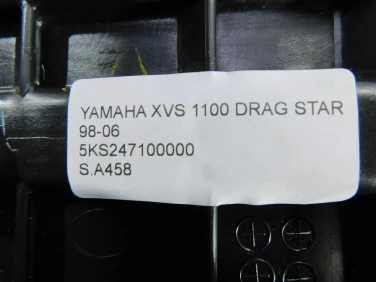 YAMAHA XVS 1100 DRAG STAR
98-06
5KS247100000
S.A458